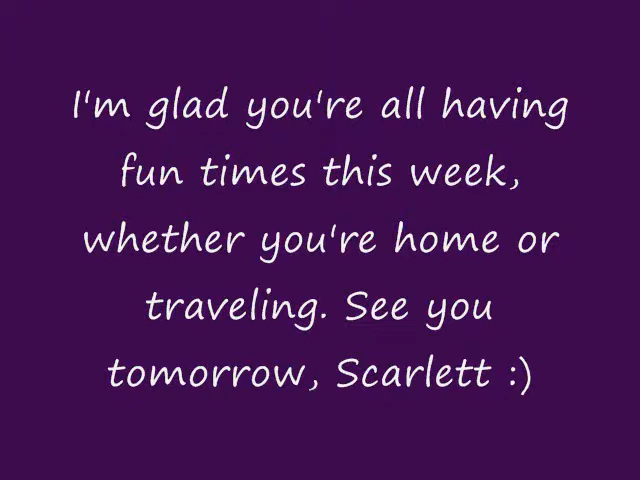 I'm glad you're all having
fun times this week,
whether you're home or
traveling. See you
tomorrow, Scarlett :)